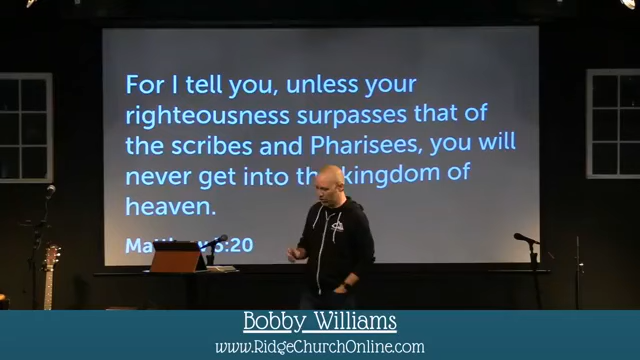 For I tell you, unless your
righteousness surpasses that of
the scribes and Pharisees, you will
never get into the kingdom of
heaven.
5:20
Bobby Williams
www.RidgeChurchOnline.com